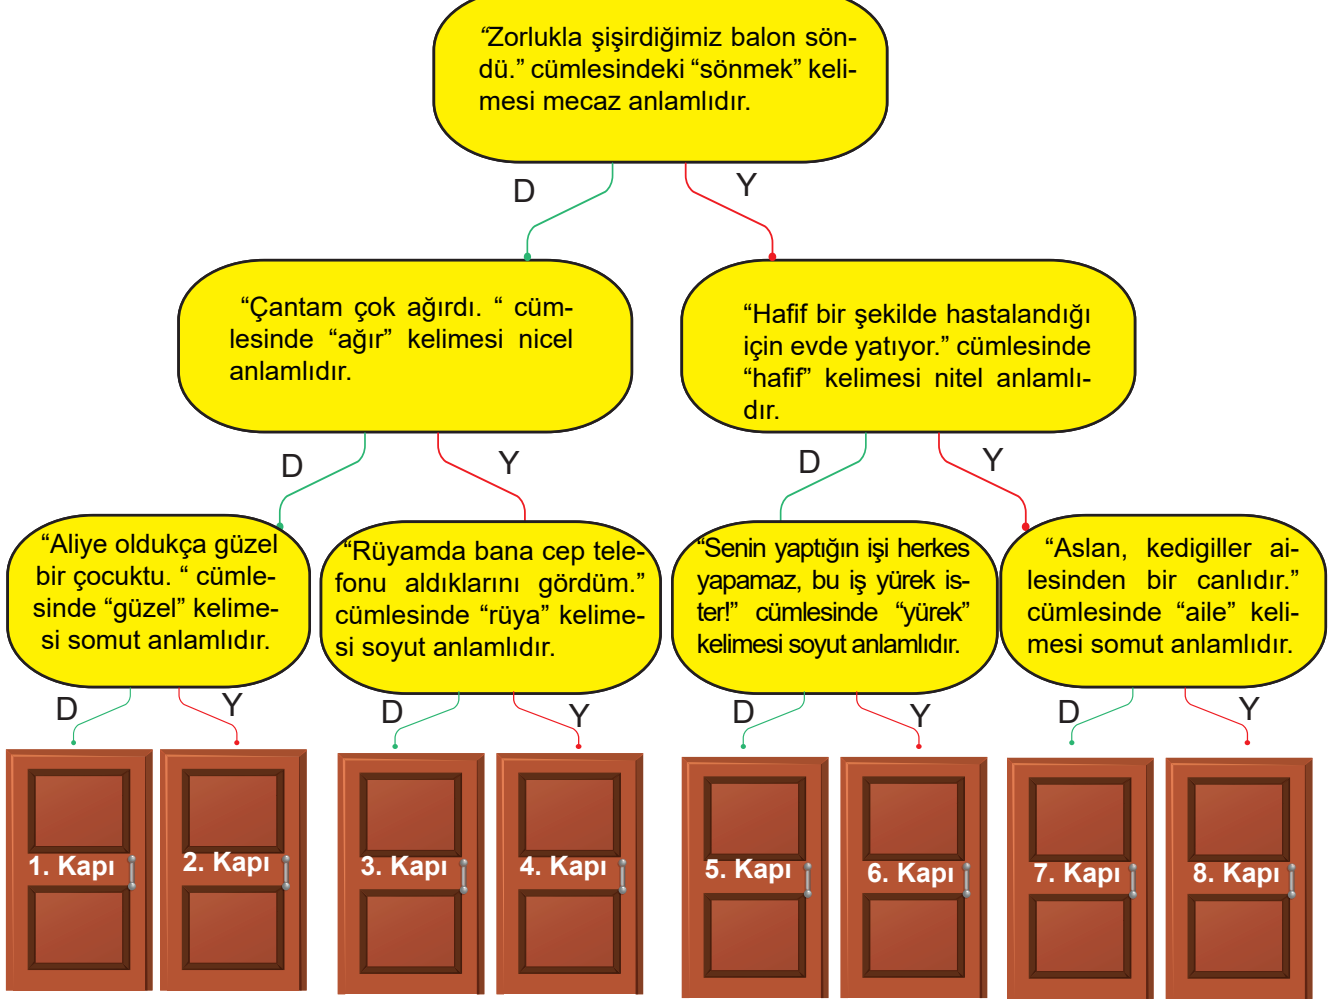 “Zorlukla şişirdiğimiz balon sön-
dü.” cümlesindeki “sönmek” keli-
mesi mecaz anlamlıdır.
D
Y
“Çantam çok ağırdı. “ cüm-
lesinde “ağır” kelimesi nicel
anlamlıdır.
“Hafif bir şekilde hastalandığı
için evde yatıyor.” cümlesinde
“hafif” kelimesi nitel anlamlı-
dır.
D
Y
D
Y
“Aliye oldukça güzel
bir çocuktu. “ cümle-
sinde “güzel” kelime-
si somut anlamlıdır.
“Rüyamda bana cep tele-
fonu aldıklarını gördüm.”
cümlesinde “rüya” kelime-
si soyut anlamlıdır.
“Senin yaptığın işi herkes
yapamaz, bu iş yürek is-
ter!” cümlesinde “yürek”
kelimesi soyut anlamlıdır.
“Aslan, kedigiller ai-
lesinden bir canlıdır.”
cümlesinde “aile” keli-
mesi somut anlamlıdır.
D
Y
D
Y
D
Y
D
Y
1. Kapı
2. Kapı
3. Kapı
4. Kapı
5. Kapı
6. Kapı
7. Kapı
8. Kapı